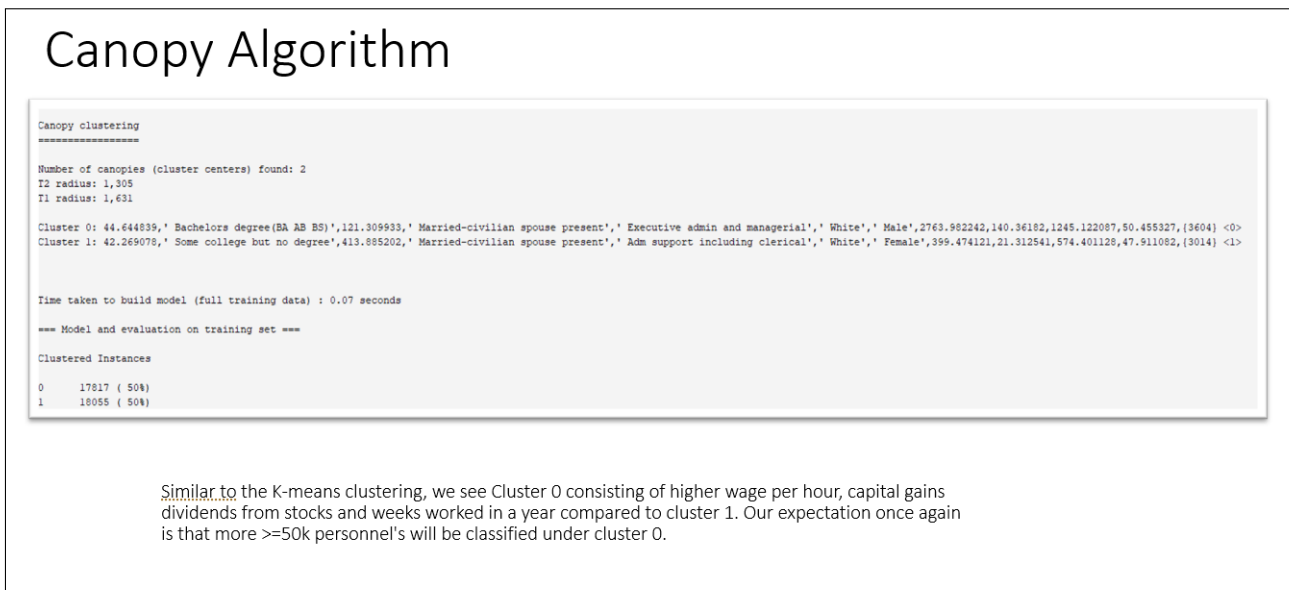 Canopy Algorithm
Canopy clustering
=================
Number of canopies (cluster centers) found: 2
T2 radius: 1,305
T1 radius: 1,631
Cluster 0: 44.644839,' Bachelors degree(BA AB BS)',121.309933,' Married-civilian spouse present',' Executive admin and managerial',' White',' Male',2763.982242,140.36182,1245.122087,50.455327,{3604} <0>
Cluster 1: 42.269078,' Some college but no degree',413.885202,' Married-civilian spouse present',' Adm support including clerical',' White',' Female',399.474121,21.312541,574.401128,47.911082,{3014} <1>
Time taken to build model (full training data) : 0.07 seconds
=== Model and evaluation on training set ===
Clustered Instances
0 17817 ( 50%)
1 18055 ( 50%)
Similar to the K-means clustering, we see Cluster 0 consisting of higher wage per hour, capital gains
dividends from stocks and weeks worked in a year compared to cluster 1. Our expectation once again
is that more >=50k personnel's will be classified under cluster 0.